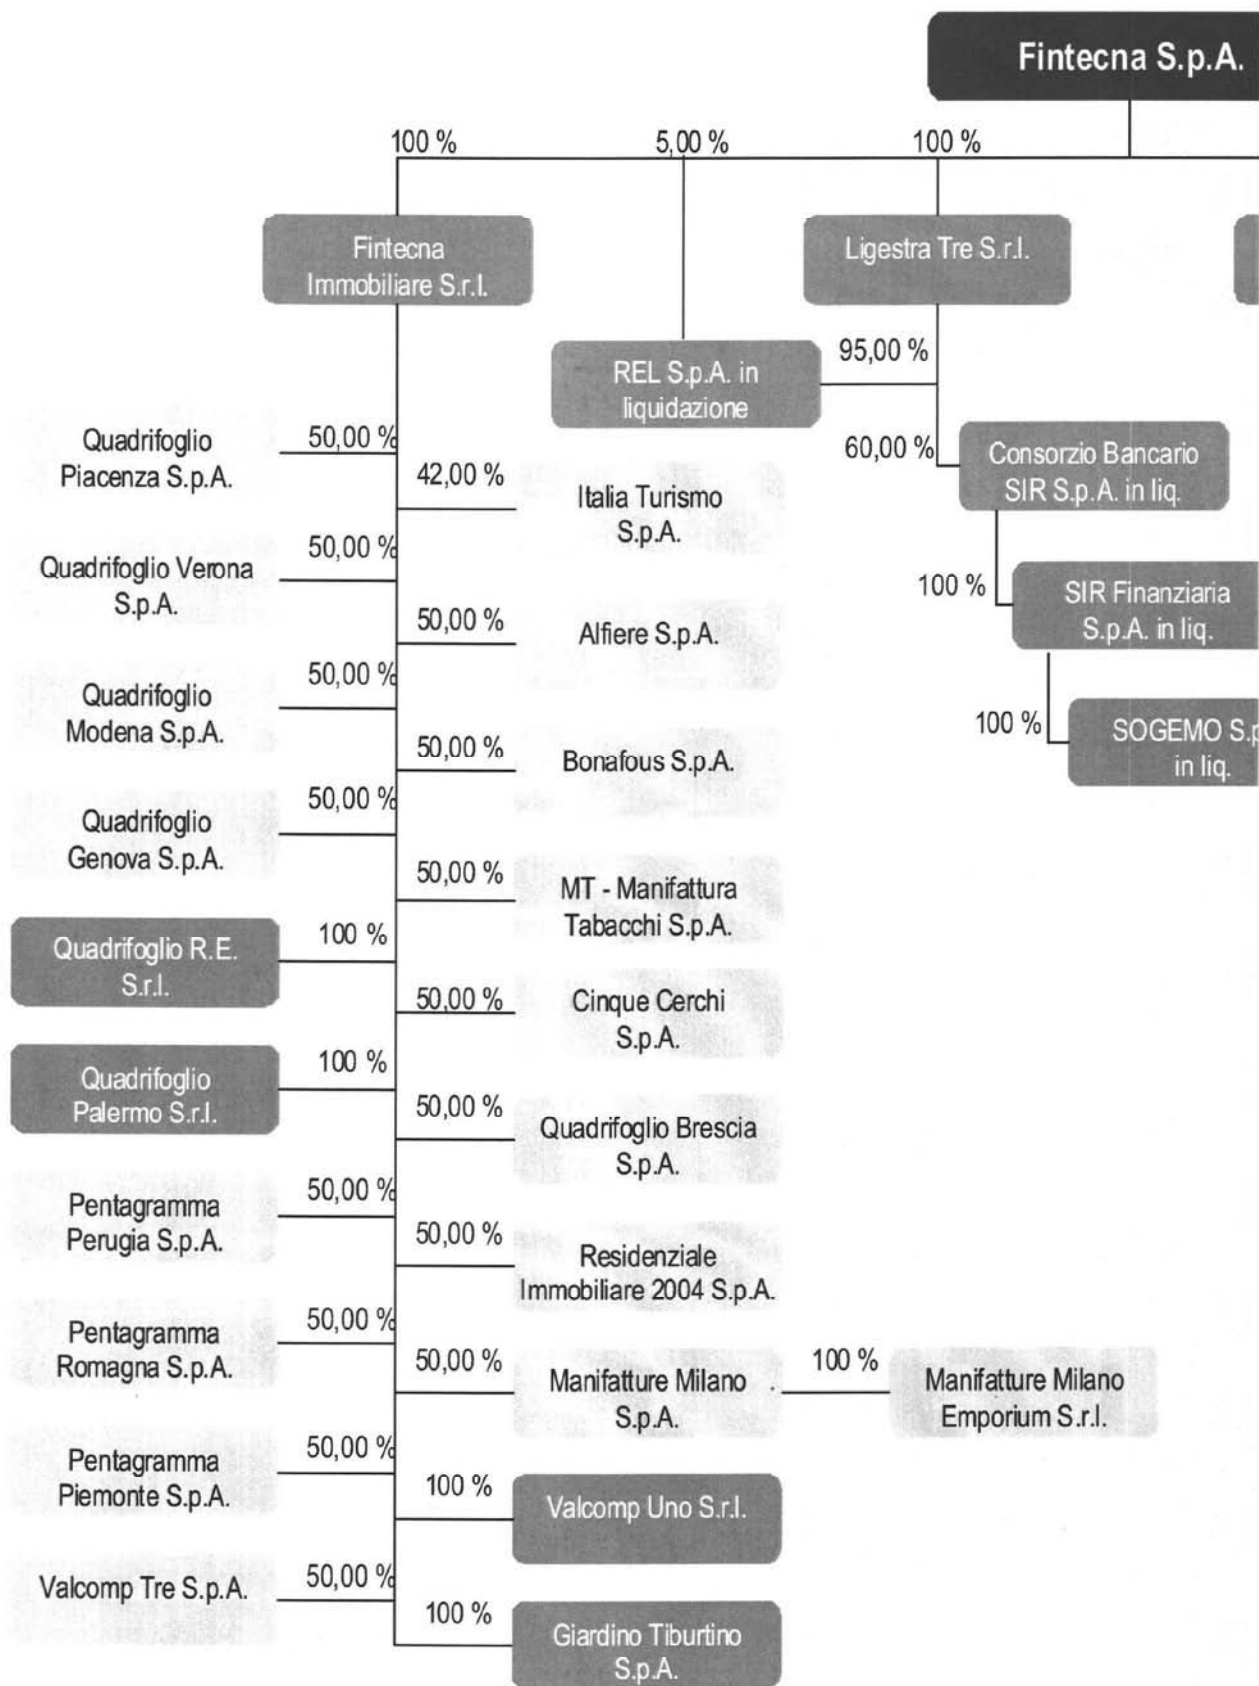 Fintecna S.p.A.
100 %
5,00 %
100 %
Fintecna
Immobiliare S.r.l.
Ligestra Tre S.r.l.
REL S.p.A. in
liquidazione
95,00 %
60,00 %
Consorzio Bancario
SIR S.p.A. in liq.
100 %
SIR Finanziaria
S.p.A. in liq.
100 %
SOGEMO S.p
in liq.
Quadrifoglio
Piacenza S.p.A.
50,00 %
42,00 %
Italia Turismo
S.p.A.
Quadrifoglio Verona
S.p.A.
50,00 %
50,00 %
Alfiere S.p.A.
Quadrifoglio
Modena S.p.A.
50,00 %
50,00 %
Bonafous S.p.A.
Quadrifoglio
Genova S.p.A.
50,00 %
50,00 %
MT - Manifattura
Tabacchi S.p.A.
Quadrifoglio R.E.
S.r.l.
100 %
50,00 %
Cinque Cerchi
S.p.A.
Quadrifoglio
Palermo S.r.l.
100 %
50,00 %
Quadrifoglio Brescia
S.p.A.
Pentagramma
Perugia S.p.A.
50,00 %
50,00 %
Residenziale
Immobiliare 2004 S.p.A.
Pentagramma
Romagna S.p.A.
50,00 %
50,00 %
Manifatture Milano
S.p.A.
100 %
Manifatture Milano
Emporium S.r.l.
Pentagramma
Piemonte S.p.A.
50,00 %
100 %
Valcomp Uno S.r.l.
Valcomp Tre S.p.A.
50,00 %
100 %
Giardino Tiburtino
S.p.A.